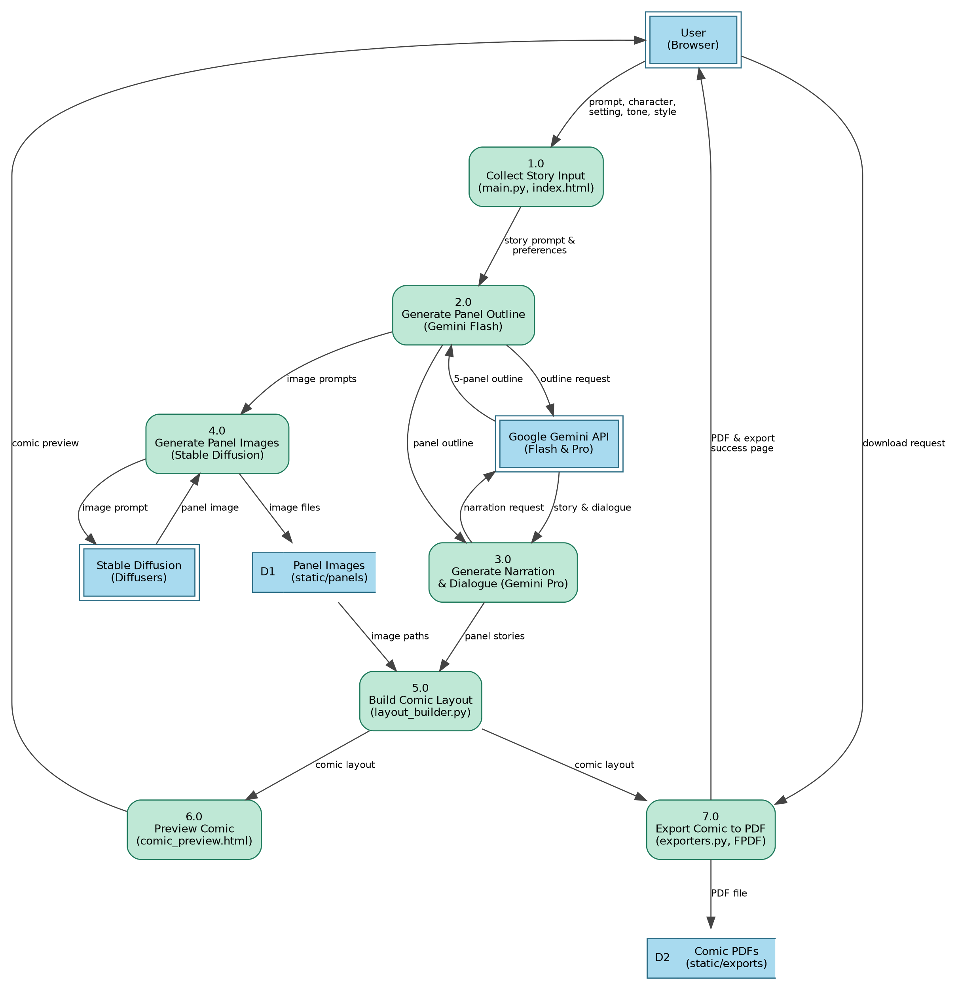 User
(Browser)
prompt, character,
setting, tone, style
1.0
Collect Story Input
(main.py, index.html)
story prompt &
preferences
2.0
Generate Panel Outline
(Gemini Flash)
image prompts
5-panel outline
outline request
4.0
Generate Panel Images
(Stable Diffusion)
comic preview
panel outline
Google Gemini API
(Flash & Pro)
PDF & export
success page
download request
image prompt
panel image
image files
narration request
story & dialogue
Stable Diffusion
(Diffusers)
D1
Panel Images
(static/panels)
3.0
Generate Narration
& Dialogue (Gemini Pro)
image paths
panel stories
5.0
Build Comic Layout
(layout_builder.py)
comic layout
comic layout
6.0
Preview Comic
(comic_preview.html)
7.0
Export Comic to PDF
(exporters.py, FPDF)
PDF file
D2
Comic PDFs
(static/exports)